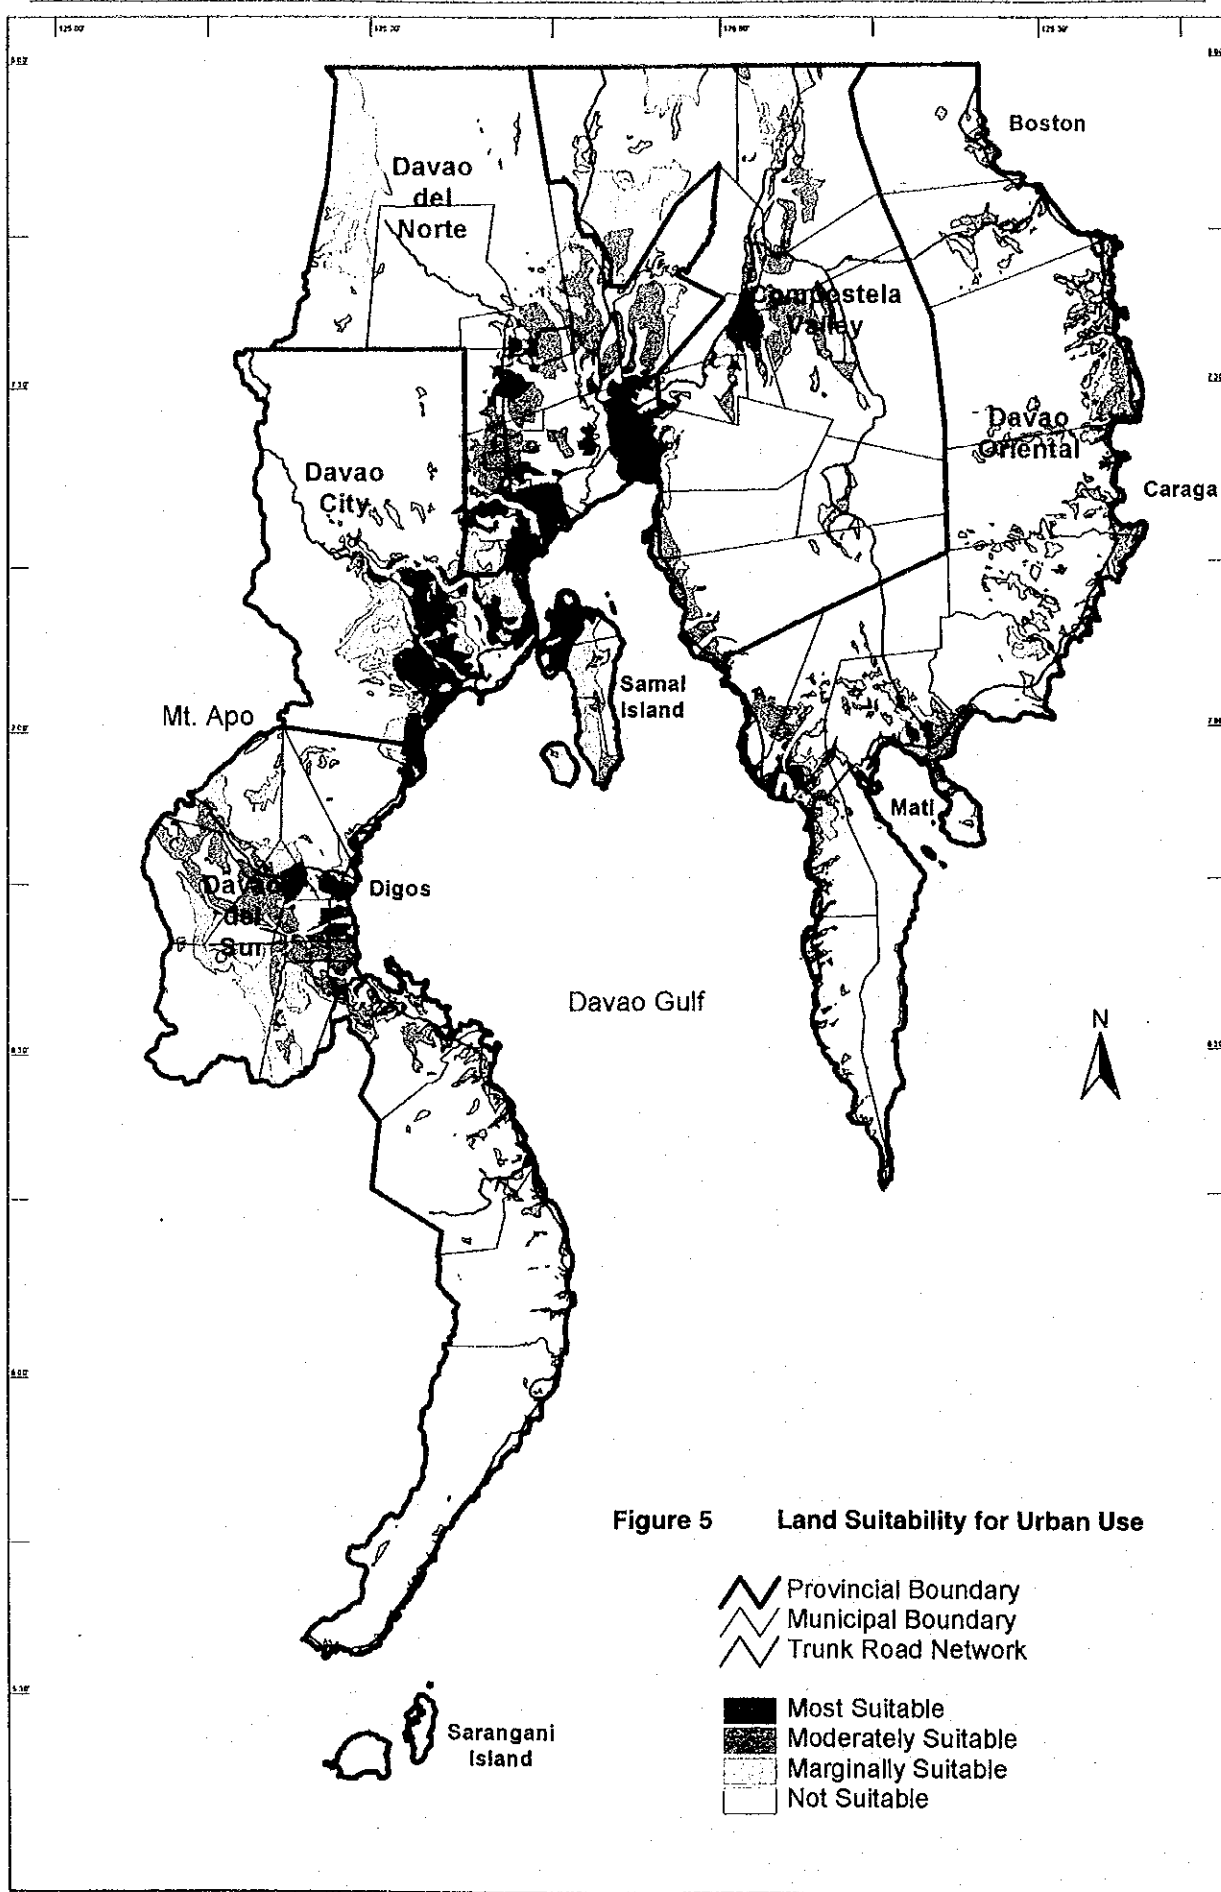 Boston
Davao
del
Norte
Compostela
Valley
Davao
Oriental
Davao
City
Caraga
Samal
Island
Mt. Apo
Mati
Davao
del
Sur
Digos
Davao Gulf
N
Figure 5 Land Suitability for Urban Use
Provincial Boundary
Municipal Boundary
Trunk Road Network
Most Suitable
Moderately Suitable
Marginally Suitable
Not Suitable
Sarangani
Island